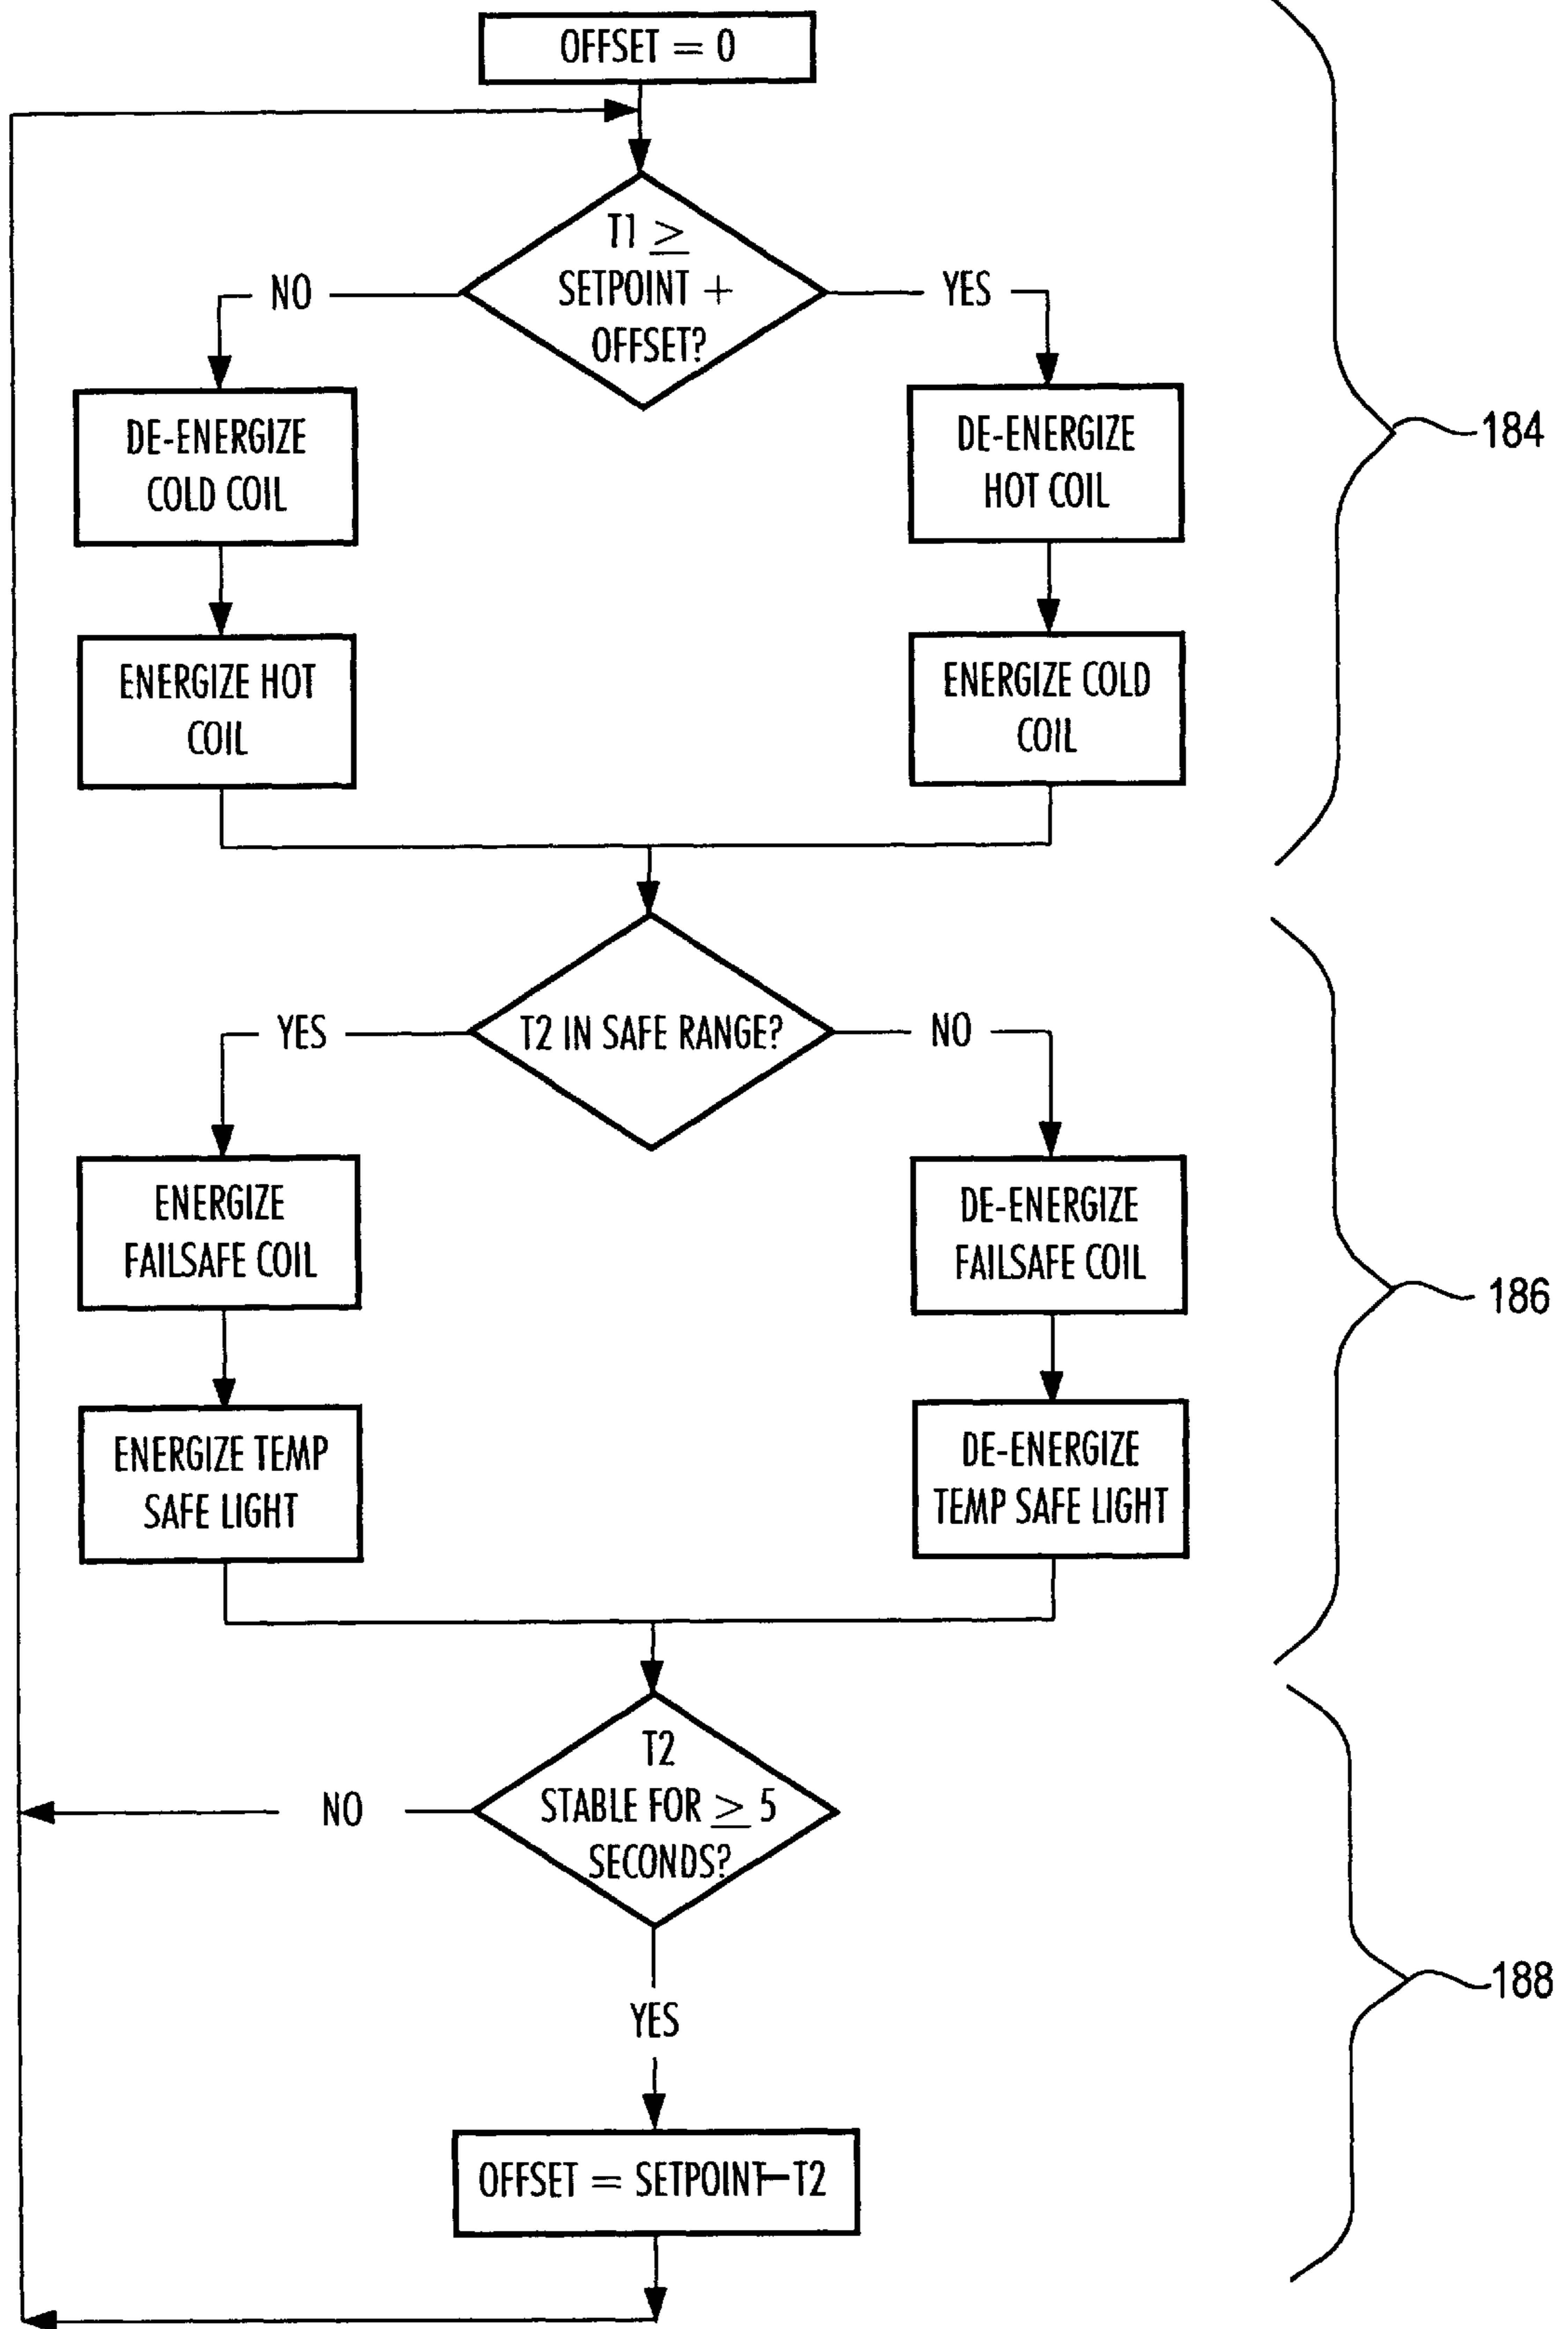 OFFSET = 0
T1 ≥
SETPOINT +
OFFSET?
NO
YES
DE-ENERGIZE
COLD COIL
DE-ENERGIZE
HOT COIL
184
ENERGIZE HOT
COIL
ENERGIZE COLD
COIL
T2 IN SAFE RANGE?
YES
NO
ENERGIZE
FAILSAFE COIL
DE-ENERGIZE
FAILSAFE COIL
186
ENERGIZE TEMP
SAFE LIGHT
DE-ENERGIZE
TEMP SAFE LIGHT
T2
STABLE FOR ≥ 5
SECONDS?
NO
YES
188
OFFSET = SETPOINT–T2